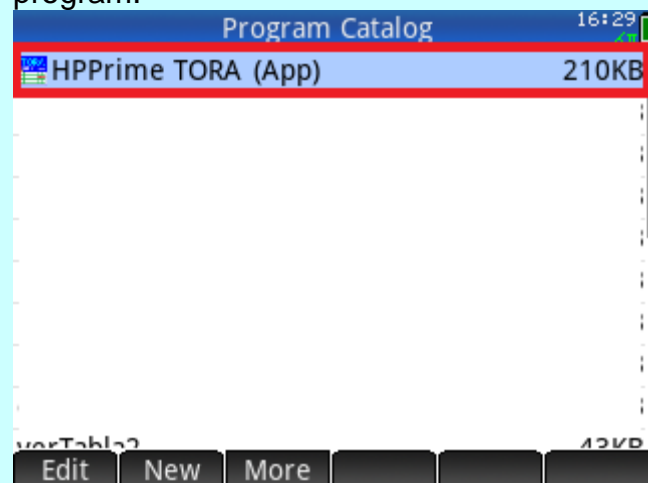 program.
Program Catalog 16:29
HPPrime TORA (App) 210KB
verTabla2 43KB
Edit New More